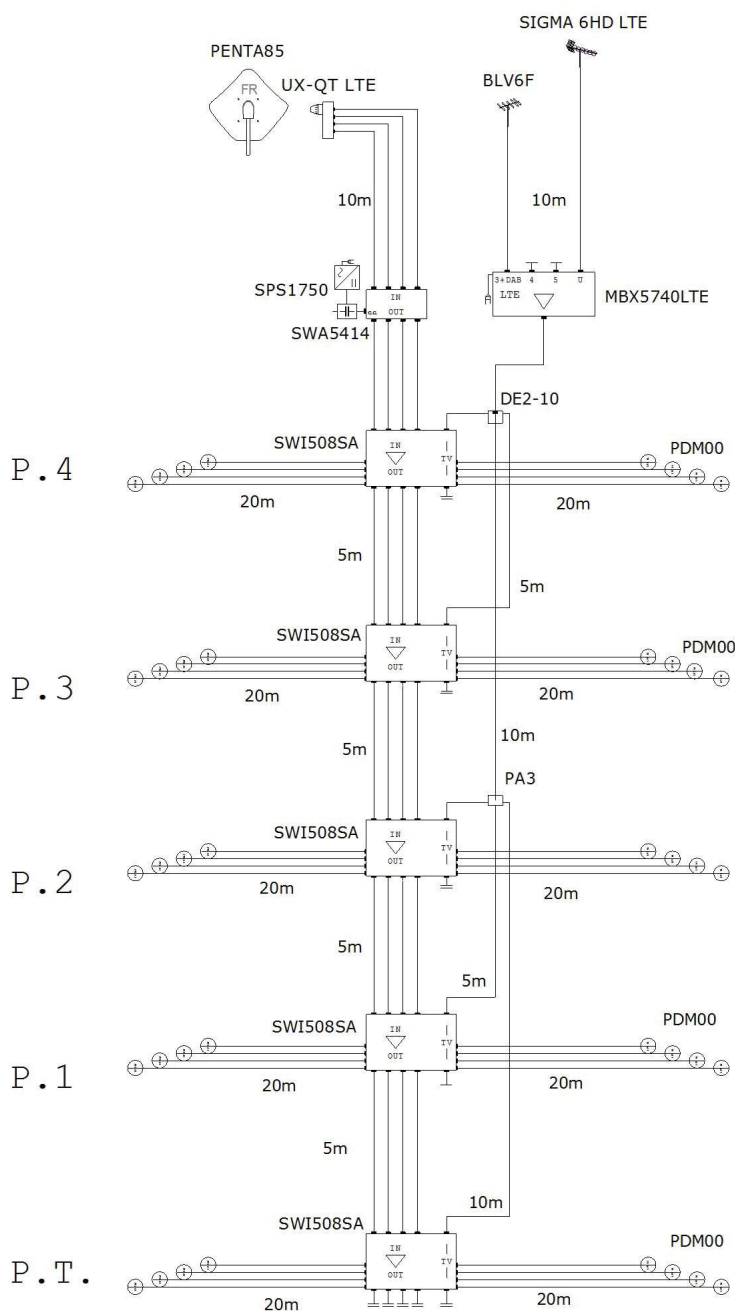 SIGMA 6HD LTE
PENTA85
FR
UX-QT LTE
BLV6F
10m
10m
SPS1750
IN
3+DAB 4 5 U
LTE
MBX5740LTE
SWA5414
c.c.
OUT
DE2-10
P.4
SWI508SA
IN
OUT
TV
PDM00
20m
20m
5m
5m
P.3
SWI508SA
IN
OUT
TV
PDM00
20m
20m
5m
10m
PA3
P.2
SWI508SA
IN
OUT
TV
20m
20m
5m
5m
P.1
SWI508SA
IN
OUT
TV
PDM00
20m
20m
5m
10m
P.T.
SWI508SA
IN
OUT
TV
PDM00
20m
20m